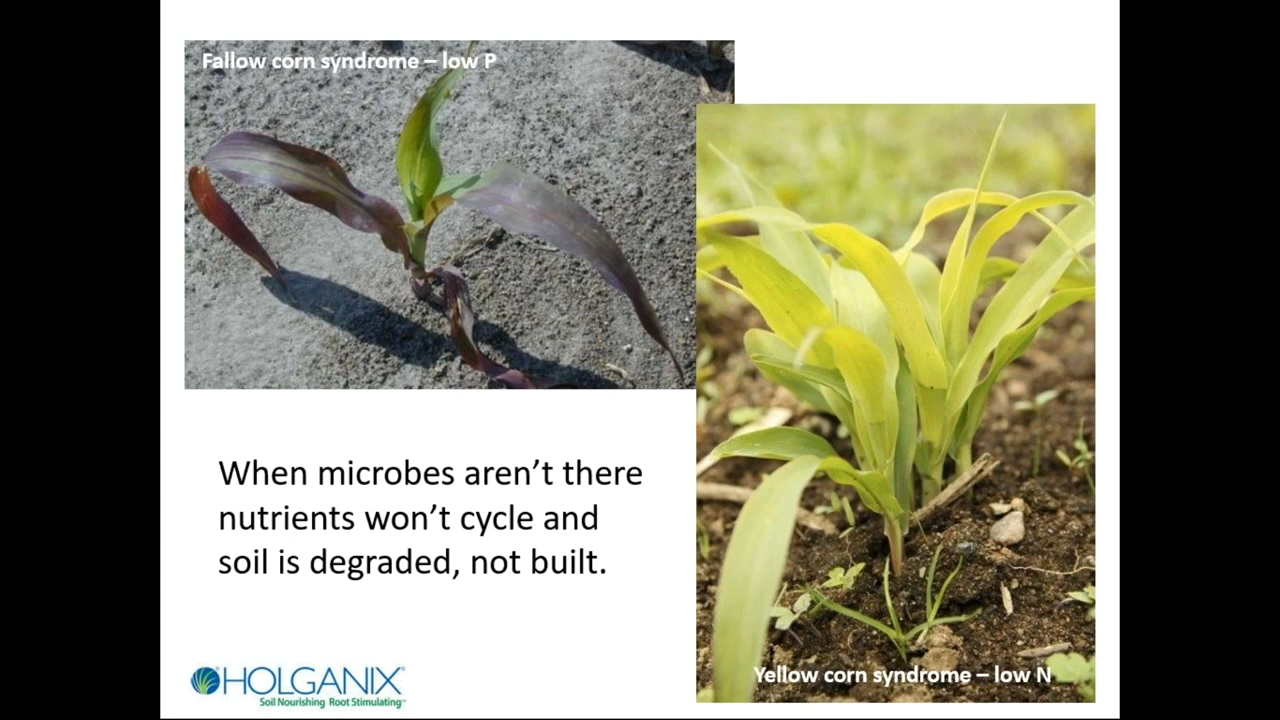 Fallow corn syndrome – low P
When microbes aren’t there
nutrients won’t cycle and
soil is degraded, not built.
HOLGANIX
Soil Nourishing Root Stimulating™
Yellow corn syndrome – low N